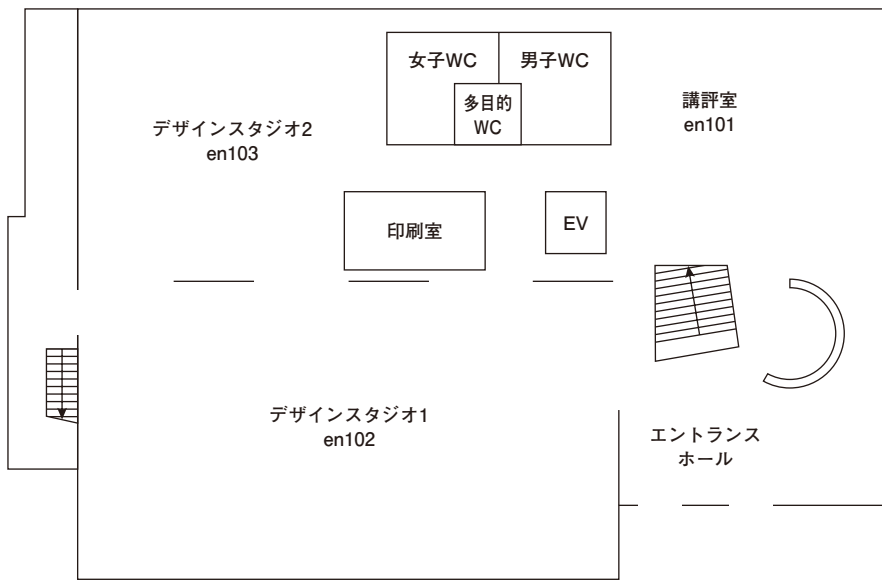 女子WC
男子WC
多目的
WC
講評室
en101
デザインスタジオ2
en103
印刷室
EV
デザインスタジオ1
en102
エントランス
ホール